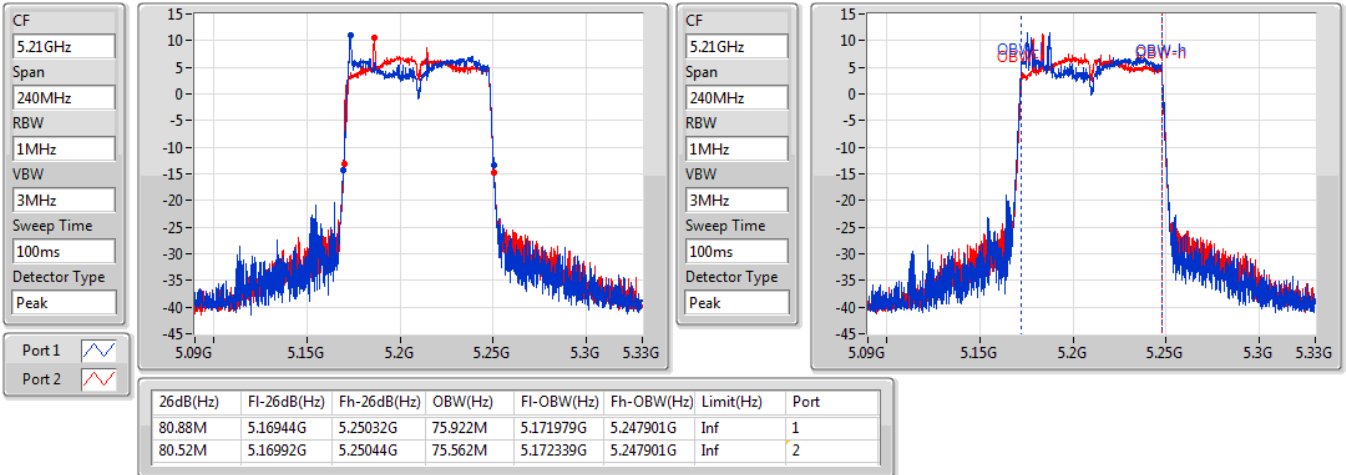 CF
5.21GHz
Span
240MHz
RBW
1MHz
VBW
3MHz
Sweep Time
100ms
Detector Type
Peak
Port 1
Port 2
15
10
5
0
-5
-10
-15
-20
-25
-30
-35
-40
-45
5.09G 5.15G 5.2G 5.25G 5.3G 5.33G
CF
5.21GHz
Span
240MHz
RBW
1MHz
VBW
3MHz
Sweep Time
100ms
Detector Type
Peak
15
10
5
0
-5
-10
-15
-20
-25
-30
-35
-40
-45
OBW-h
5.09G 5.15G 5.2G 5.25G 5.3G 5.33G
26dB(Hz) Fl-26dB(Hz) Fh-26dB(Hz) OBW(Hz) Fl-OBW(Hz) Fh-OBW(Hz) Limit(Hz) Port
80.88M 5.16944G 5.25032G 75.922M 5.171979G 5.247901G Inf 1
80.52M 5.16992G 5.25044G 75.562M 5.172339G 5.247901G Inf 2